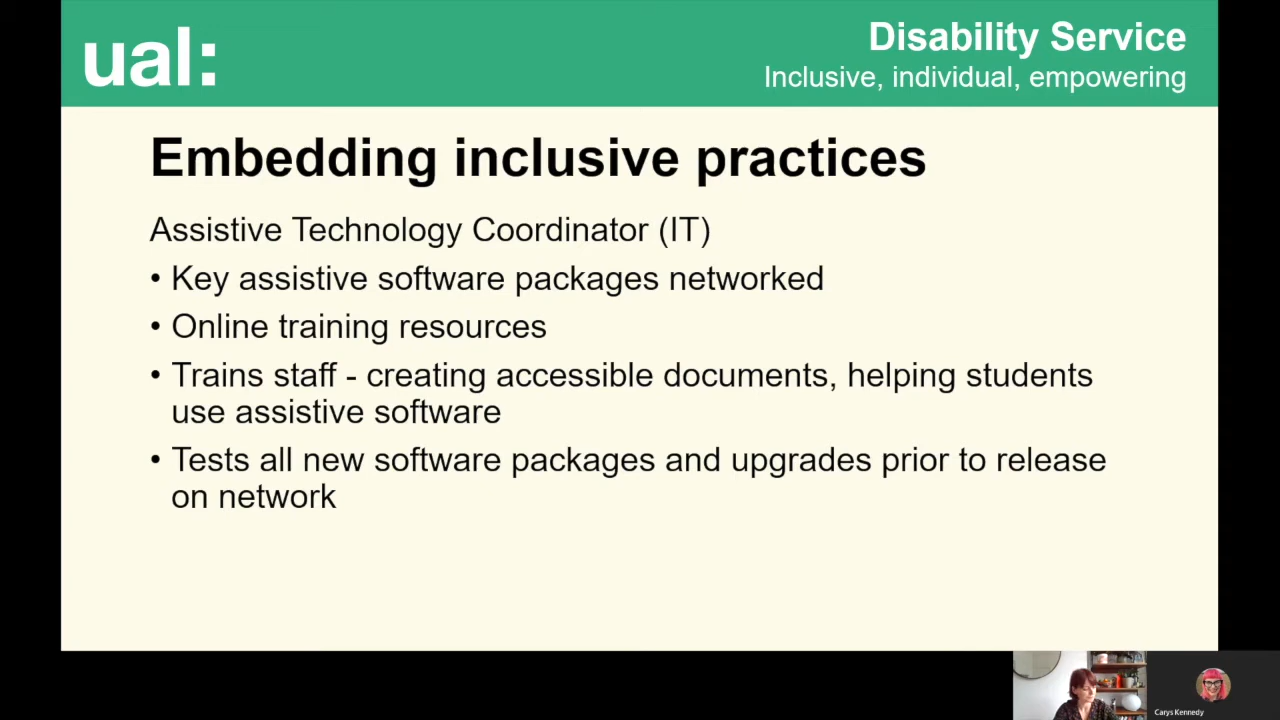 ual:
Disability Service
Inclusive, individual, empowering
Embedding inclusive practices
Assistive Technology Coordinator (IT)
• Key assistive software packages networked
• Online training resources
• Trains staff - creating accessible documents, helping students
use assistive software
• Tests all new software packages and upgrades prior to release
on network
Carys Kennedy